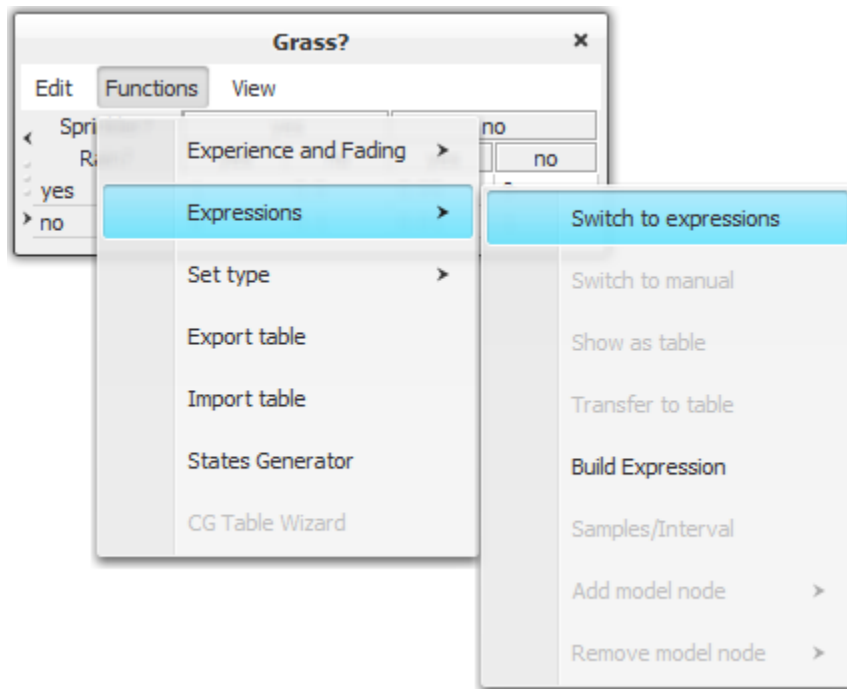 Grass?
Edit Functions View
no
no
yes
no
Experience and Fading
Expressions
Set type
Export table
Import table
States Generator
CG Table Wizard
Switch to expressions
Switch to manual
Show as table
Transfer to table
Build Expression
Samples/Interval
Add model node
Remove model node